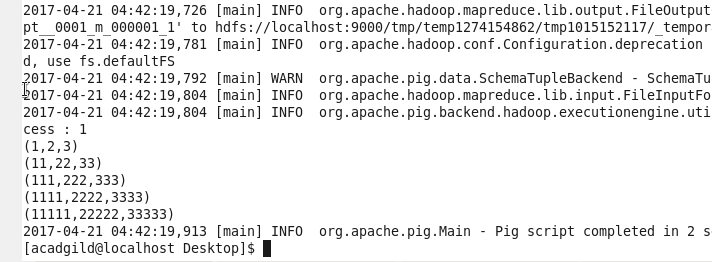 2017-04-21 04:42:19,726 [main] INFO  org.apache.hadoop.mapreduce.lib.output.FileOutput
pt__0001_m_000001_1' to hdfs://localhost:9000/tmp/temp1274154862/tmp1015152117/_tempor
2017-04-21 04:42:19,781 [main] INFO  org.apache.hadoop.conf.Configuration.deprecation
d, use fs.defaultFS
2017-04-21 04:42:19,792 [main] WARN  org.apache.pig.data.SchemaTupleBackend - SchemaTu
2017-04-21 04:42:19,804 [main] INFO  org.apache.hadoop.mapreduce.lib.input.FileInputFo
2017-04-21 04:42:19,804 [main] INFO  org.apache.pig.backend.hadoop.executionengine.uti
cess : 1
(1,2,3)
(11,22,33)
(111,222,333)
(1111,2222,3333)
(11111,22222,33333)
2017-04-21 04:42:19,913 [main] INFO  org.apache.pig.Main - Pig script completed in 2 s
[acadgild@localhost Desktop]$